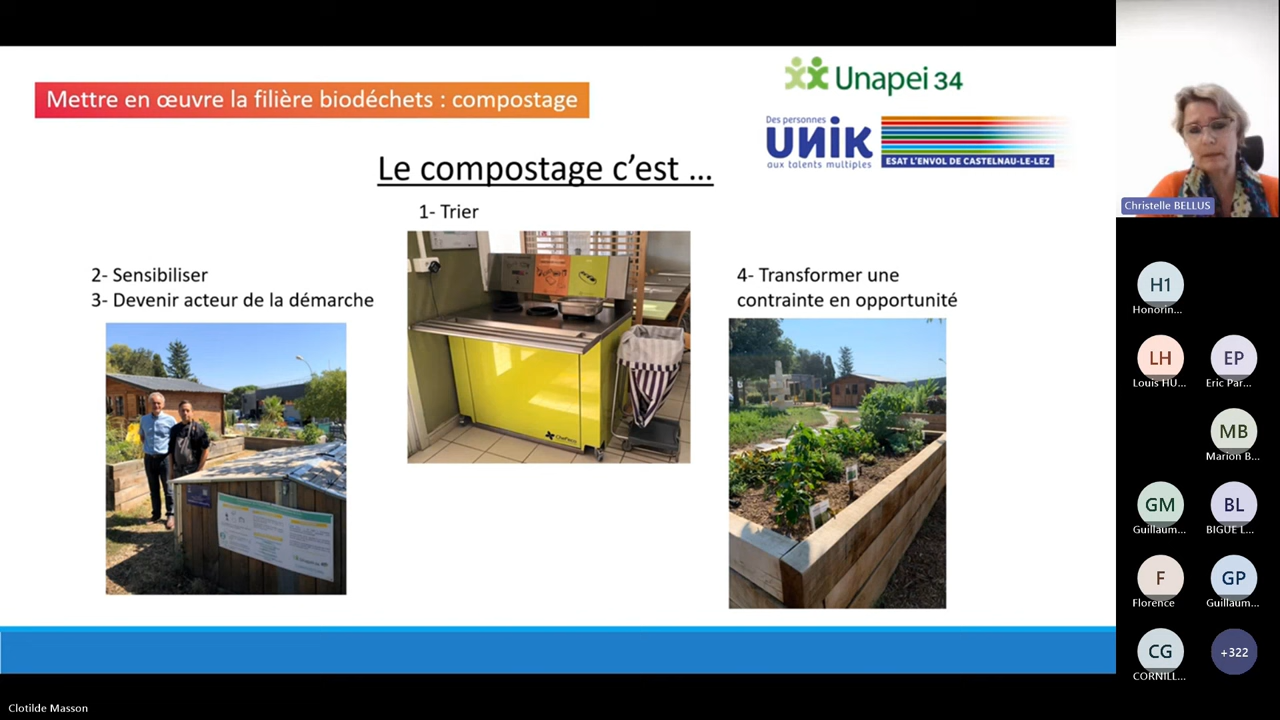 Mettre en œuvre la filière biodéchets : compostage
Unapei 34
Des personnes
UNIK
aux talents multiples
ESAT L'ENVOL DE CASTELNAU-LE-LEZ
Le compostage c'est ...
1- Trier
2- Sensibiliser
3- Devenir acteur de la démarche
4- Transformer une
contrainte en opportunité
Christelle BELLUS
H1
Honorin...
LH
Louis HU...
EP
Eric Par...
MB
Marion B...
GM
Guillaum...
BL
BIGUE L...
F
Florence
GP
Guillaum...
CG
CORNILL...
+322
Clotilde Masson